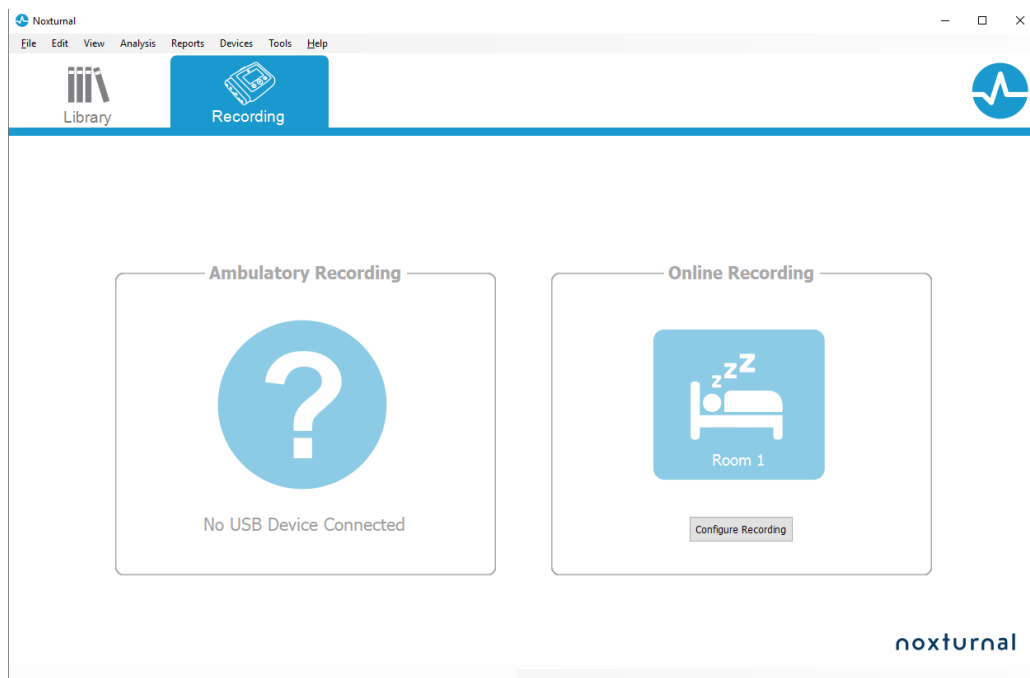 Noxturnal
File Edit View Analysis Reports Devices Tools Help
Library
Recording
Ambulatory Recording
No USB Device Connected
Online Recording
z z Z
Room 1
Configure Recording
noxturnal